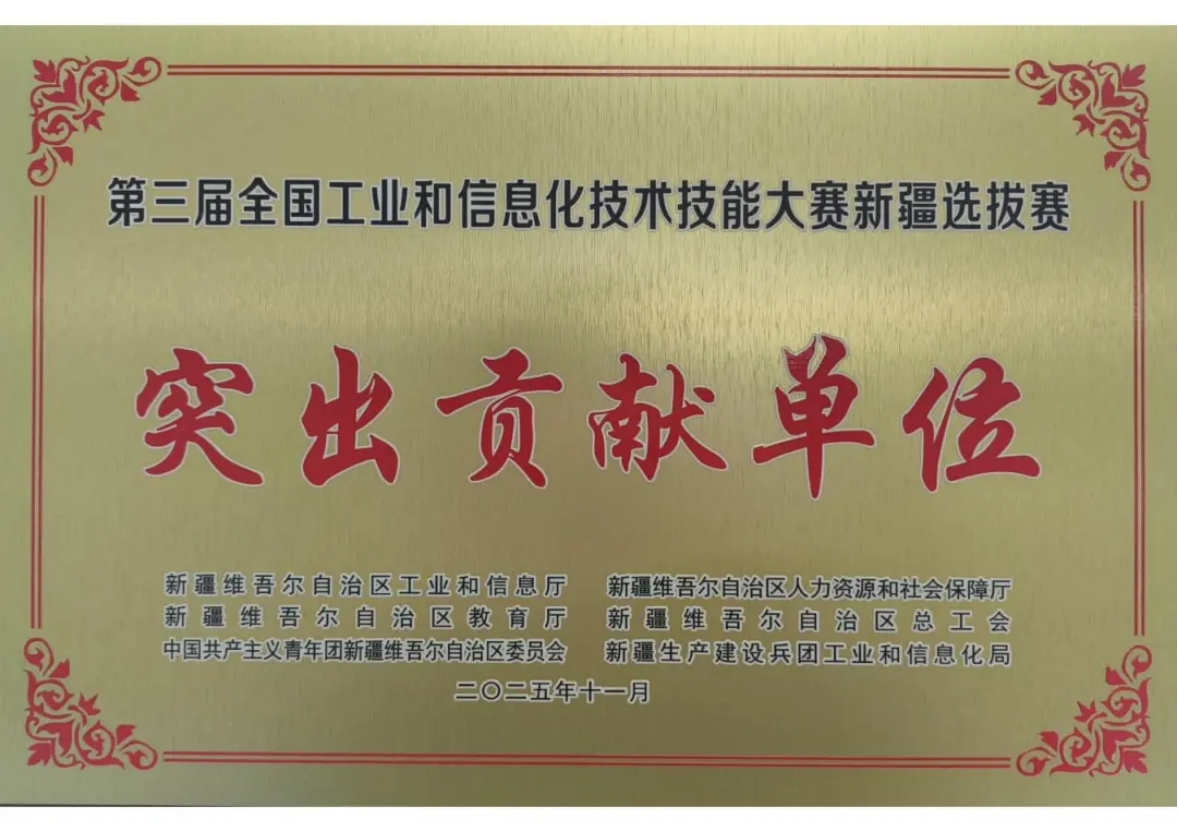 第三届全国工业和信息化技术技能大赛新疆选拔赛
突出贡献单位
新疆维吾尔自治区工业和信息厅 新疆维吾尔自治区人力资源和社会保障厅
新疆维吾尔自治区教育厅 新疆维吾尔自治区总工会
中国共产主义青年团新疆维吾尔自治区委员会 新疆生产建设兵团工业和信息化局
二〇二五年十一月